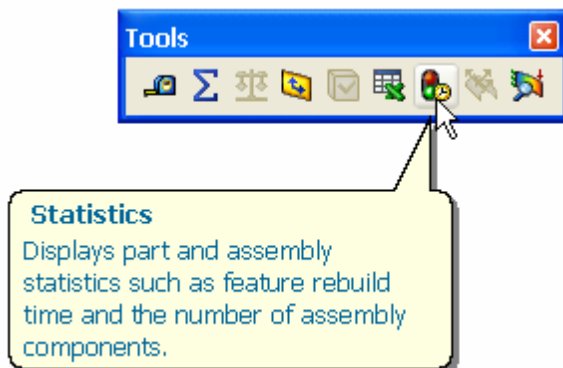 Tools
Statistics
Displays part and assembly
statistics such as feature rebuild
time and the number of assembly
components.